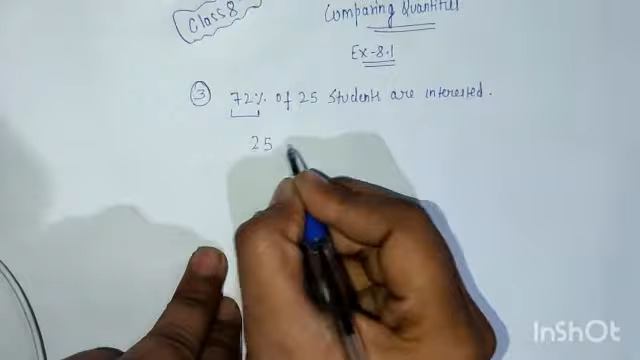 Class 8
Comparing Quantities
Ex-8.1
3 72% of 25 Students are interested.
25
InShOt